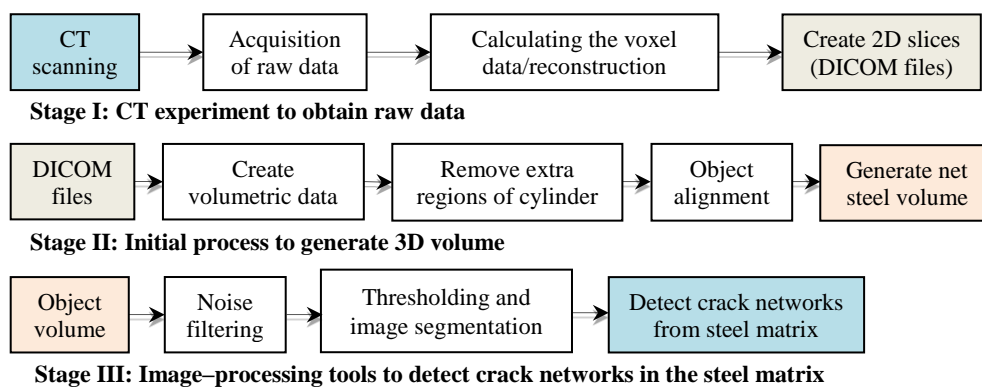 CT
scanning
Acquisition
of raw data
Calculating the voxel
data/reconstruction
Create 2D slices
(DICOM files)
Stage I: CT experiment to obtain raw data
DICOM
files
Create
volumetric data
Remove extra
regions of cylinder
Object
alignment
Generate net
steel volume
Stage II: Initial process to generate 3D volume
Object
volume
Noise
filtering
Thresholding and
image segmentation
Detect crack networks
from steel matrix
Stage III: Image–processing tools to detect crack networks in the steel matrix